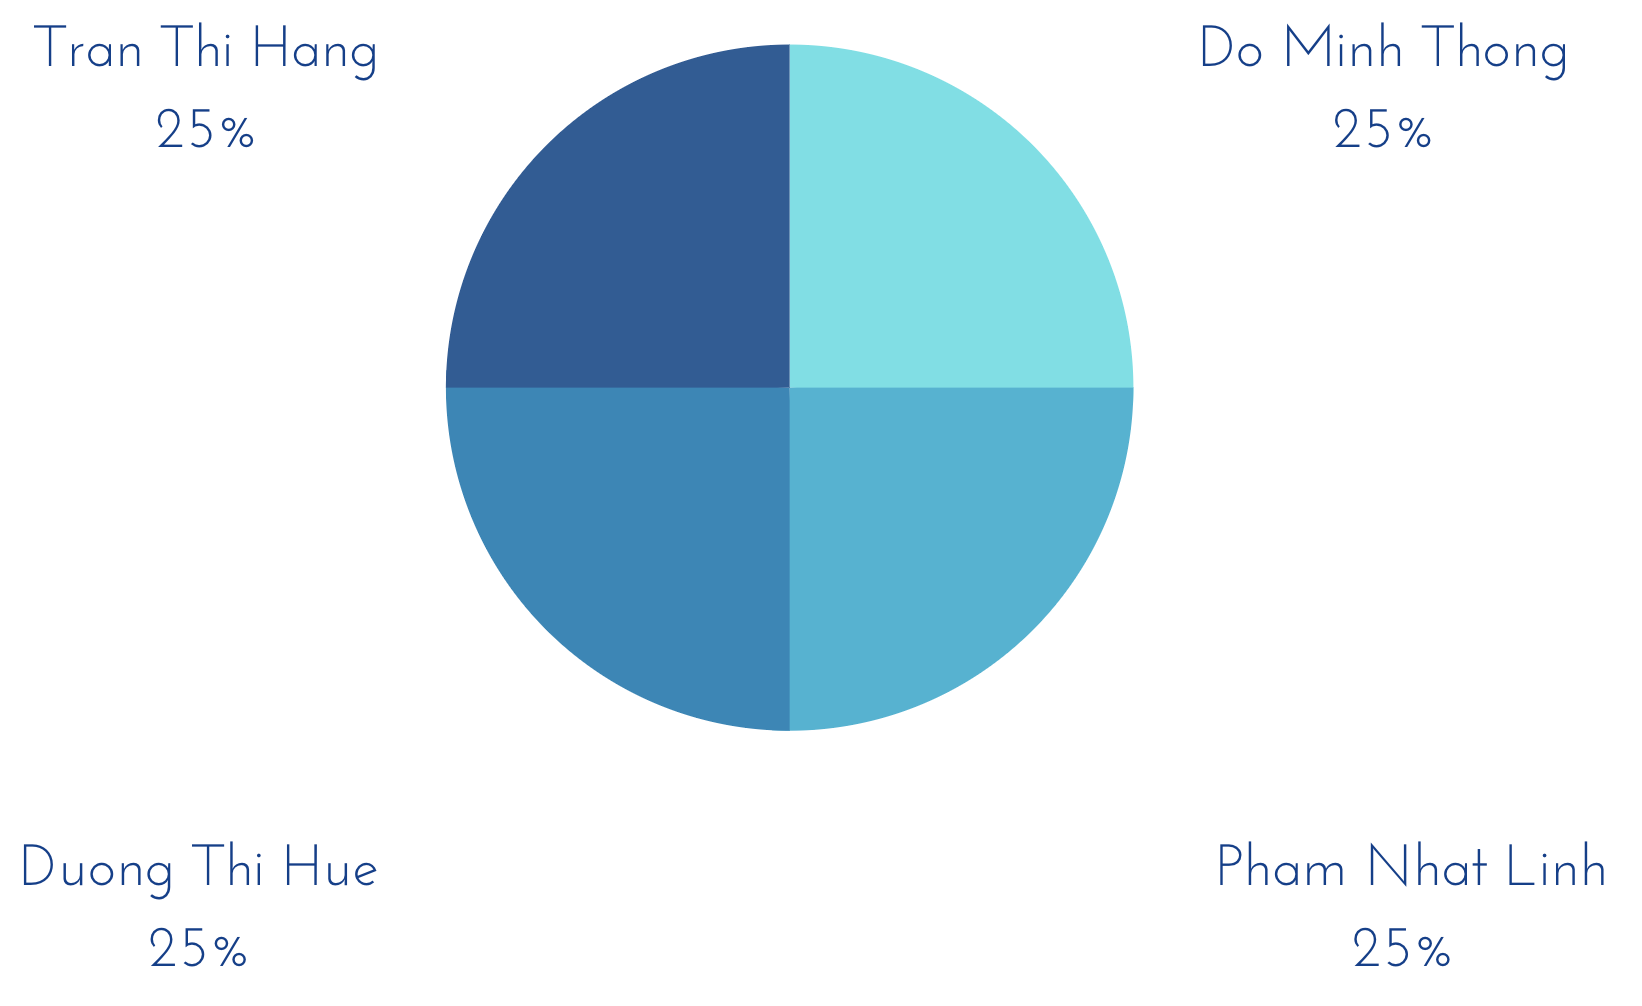 Tran Thi Hang
25%
Do Minh Thong
25%
Duong Thi Hue
25%
Pham Nhat Linh
25%